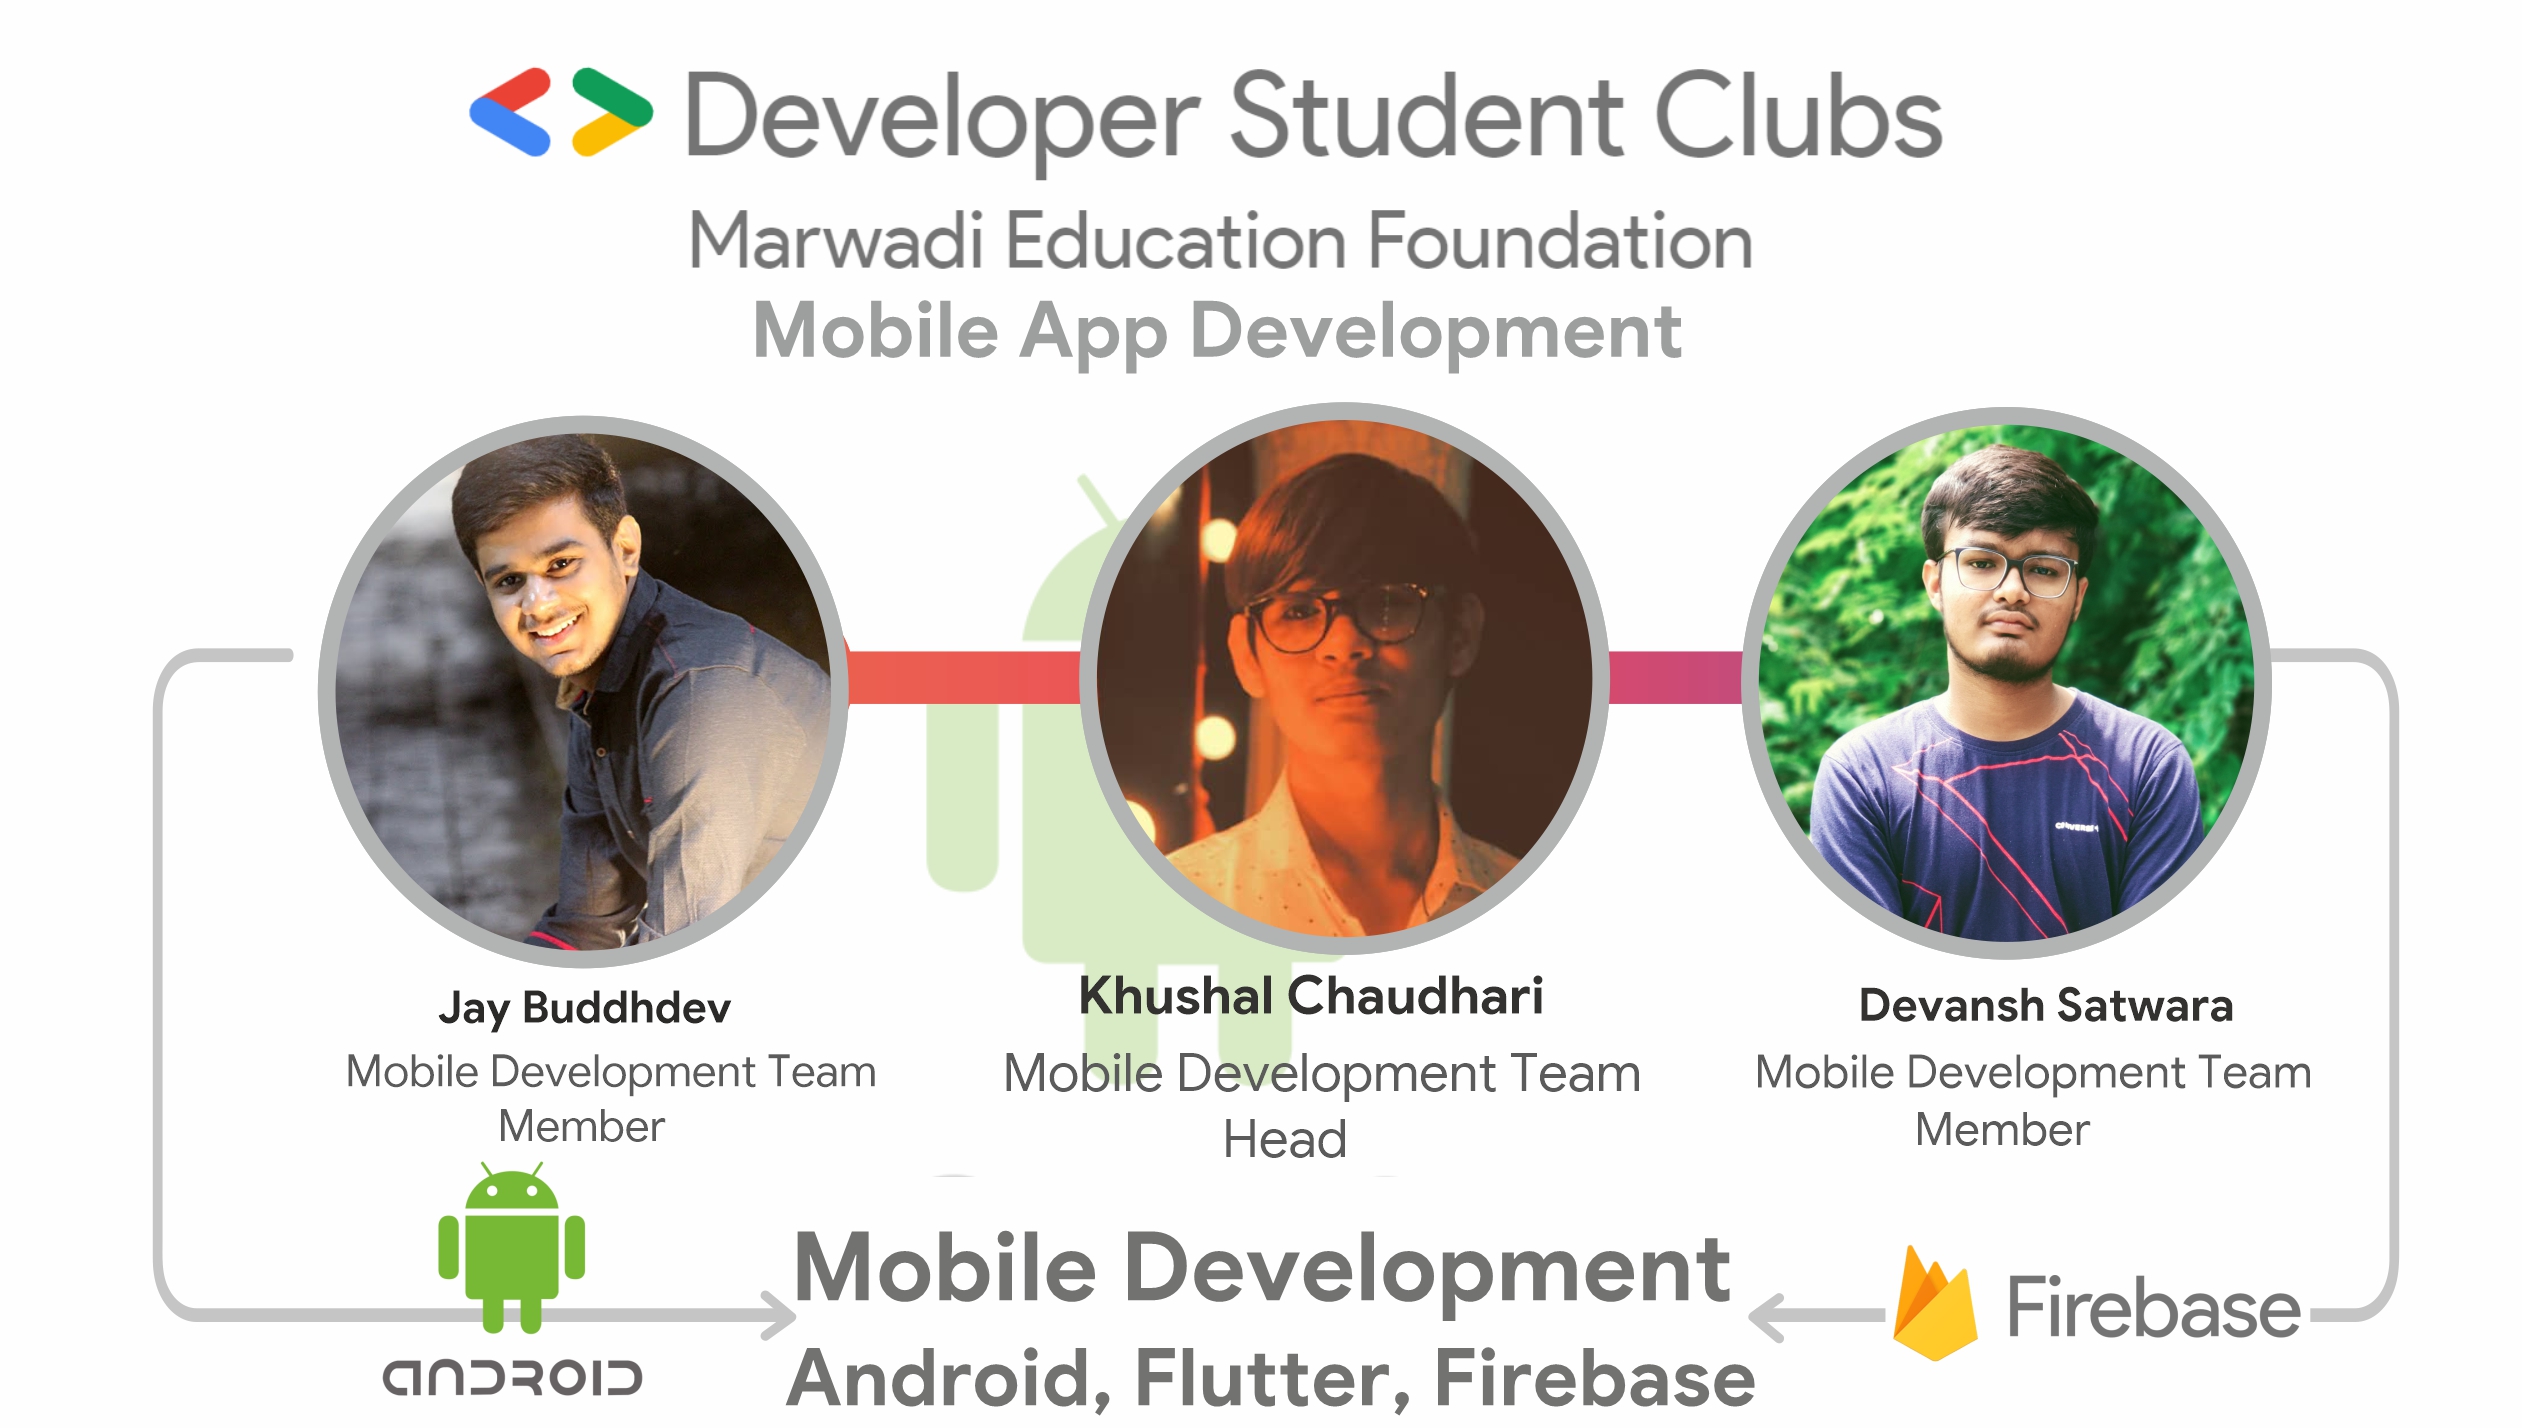 Developer Student Clubs
Marwadi Education Foundation
Mobile App Development
Jay Buddhdev
Mobile Development Team
Member
Khushal Chaudhari
Mobile Development Team
Head
Devansh Satwara
Mobile Development Team
Member
Mobile Development
Android, Flutter, Firebase
ANDROID
Firebase